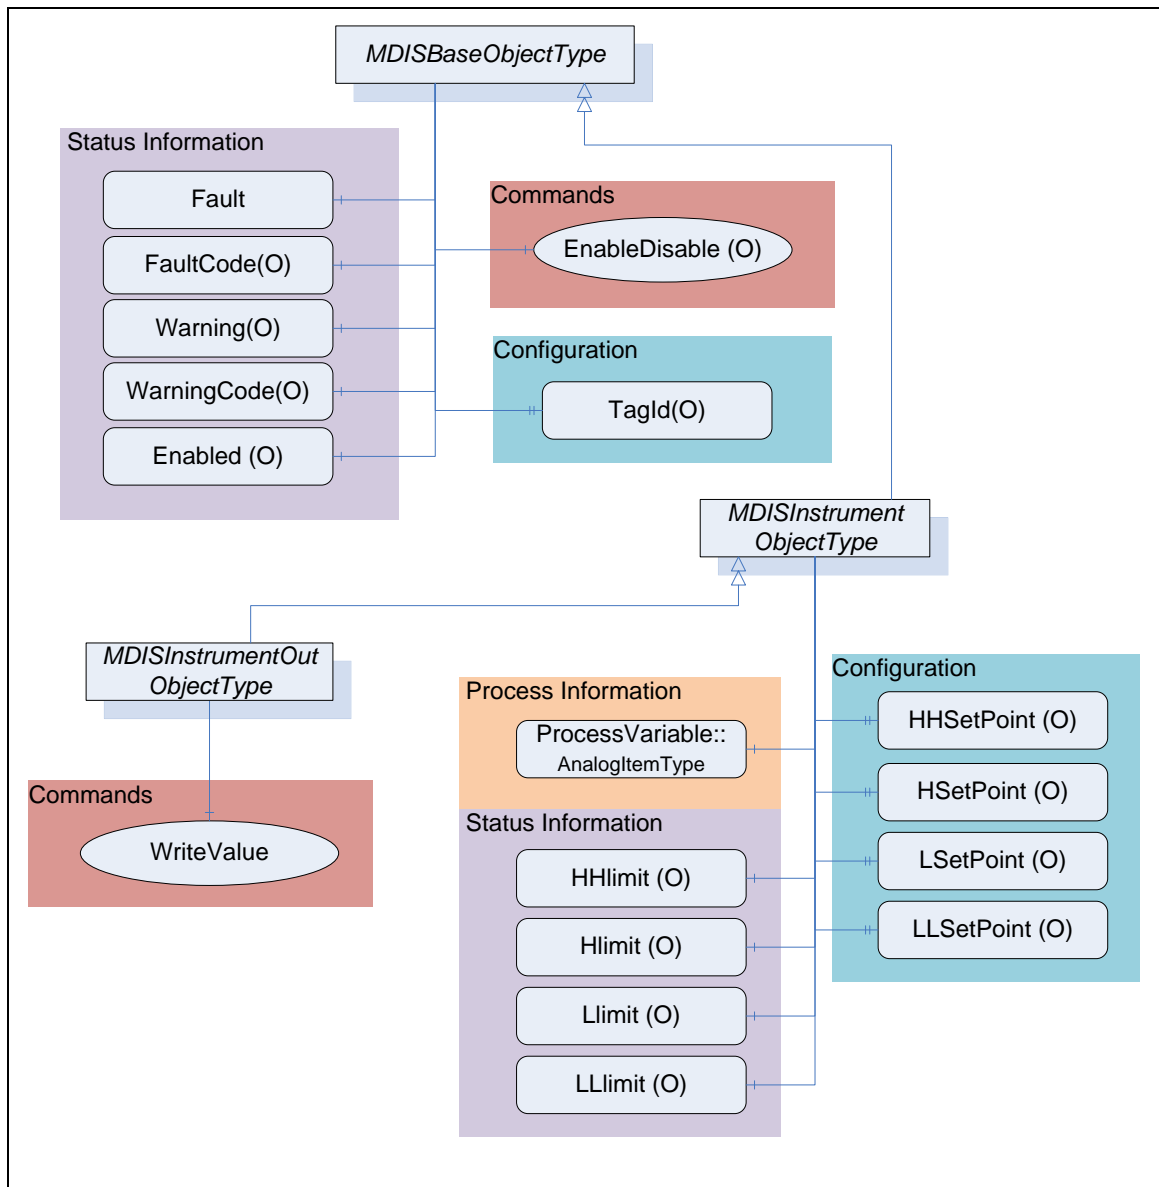 MDISBaseObjectType
Status Information
Fault
FaultCode(O)
Warning(O)
WarningCode(O)
Enabled (O)
Commands
EnableDisable (O)
Configuration
TagId(O)
MDISInstrument
ObjectType
MDISInstrumentOut
ObjectType
Commands
WriteValue
Process Information
ProcessVariable::
AnalogItemType
Status Information
HHlimit (O)
Hlimit (O)
Llimit (O)
LLlimit (O)
Configuration
HHSetPoint (O)
HSetPoint (O)
LSetPoint (O)
LLSetPoint (O)